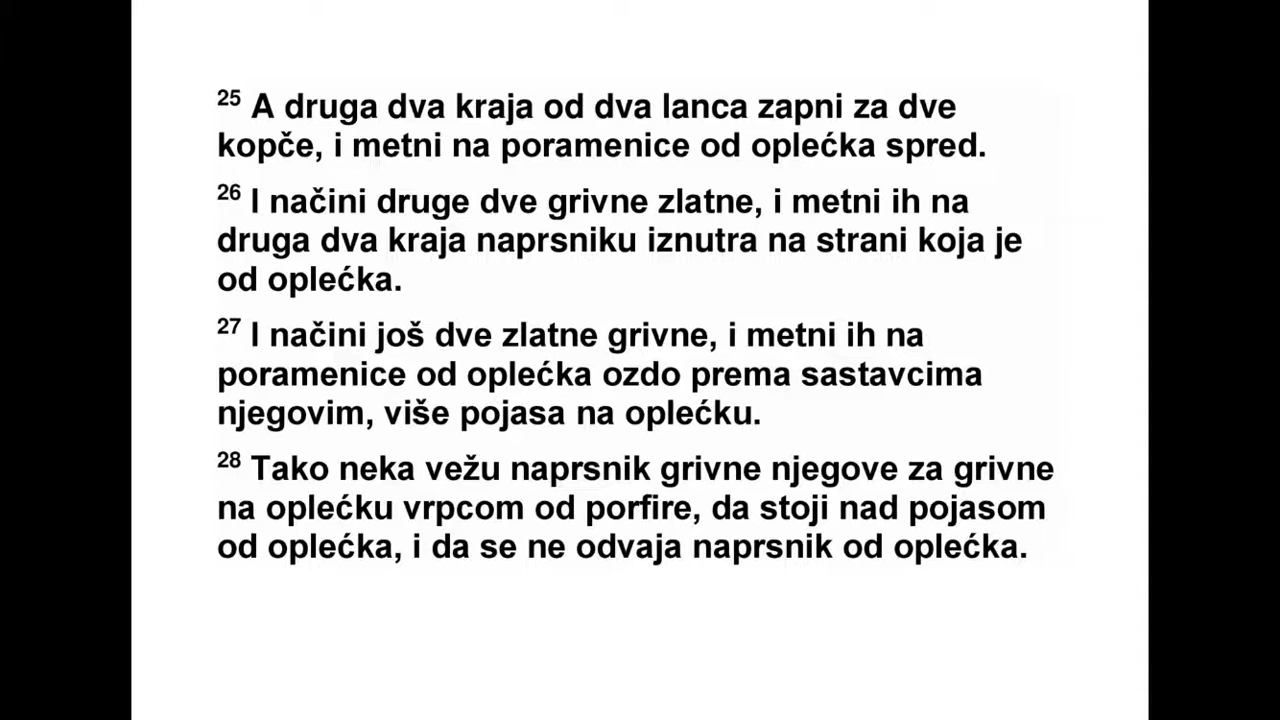 25 A druga dva kraja od dva lanca zapni za dve
kopče, i metni na poramenice od oplećka spred.
26 I načini druge dve grivne zlatne, i metni ih na
druga dva kraja naprsniku iznutra na strani koja je
od oplećka.
27 I načini još dve zlatne grivne, i metni ih na
poramenice od oplećka ozdo prema sastavcima
njegovim, više pojasa na oplećku.
28 Tako neka vežu naprsnik grivne njegove za grivne
na oplećku vrpcom od porfire, da stoji nad pojasom
od oplećka, i da se ne odvaja naprsnik od oplećka.